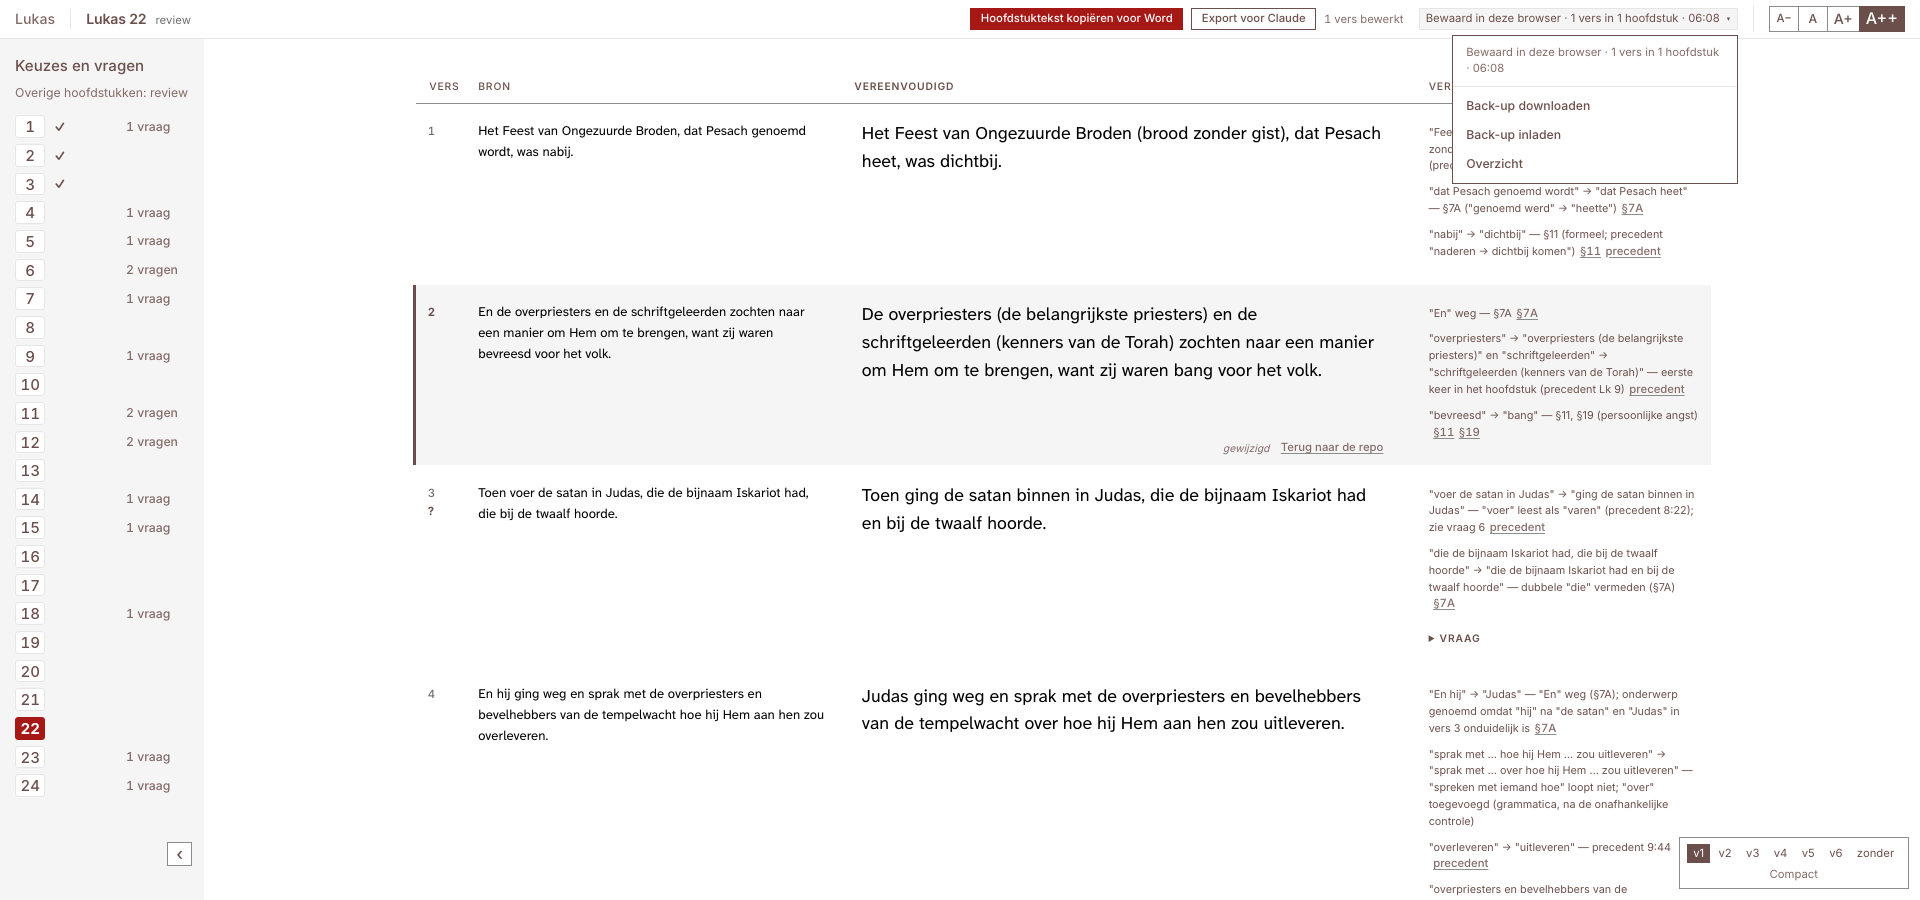 Lukas
Lukas 22 review
Hoofdstuktekst kopiëren voor Word
Export voor Claude
1 vers bewerkt
Bewaard in deze browser · 1 vers in 1 hoofdstuk · 06:08
A−
A
A+
A++
Bewaard in deze browser · 1 vers in 1 hoofdstuk
· 06:08
Back-up downloaden
Back-up inladen
Overzicht
Keuzes en vragen
Overige hoofdstukken: review
1 ✓ 1 vraag
2 ✓
3 ✓
4 1 vraag
5 1 vraag
6 2 vragen
7 1 vraag
8
9 1 vraag
10
11 2 vragen
12 2 vragen
13
14 1 vraag
15 1 vraag
16
17
18 1 vraag
19
20
21
22
23 1 vraag
24 1 vraag
‹
VERS
BRON
VEREENVOUDIGD
VER
1
Het Feest van Ongezuurde Broden, dat Pesach genoemd
wordt, was nabij.
Het Feest van Ongezuurde Broden (brood zonder gist), dat Pesach
heet, was dichtbij.
"Fee
zond
(prec
"dat Pesach genoemd wordt" → "dat Pesach heet"
— §7A ("genoemd werd" → "heette") §7A
"nabij" → "dichtbij" — §11 (formeel; precedent
"naderen → dichtbij komen") §11 precedent
2
En de overpriesters en de schriftgeleerden zochten naar
een manier om Hem om te brengen, want zij waren
bevreesd voor het volk.
De overpriesters (de belangrijkste priesters) en de
schriftgeleerden (kenners van de Torah) zochten naar een manier
om Hem om te brengen, want zij waren bang voor het volk.
gewijzigd Terug naar de repo
"En" weg — §7A §7A
"overpriesters" → "overpriesters (de belangrijkste
priesters)" en "schriftgeleerden" →
"schriftgeleerden (kenners van de Torah)" — eerste
keer in het hoofdstuk (precedent Lk 9) precedent
"bevreesd" → "bang" — §11, §19 (persoonlijke angst)
§11 §19
3
?
Toen voer de satan in Judas, die de bijnaam Iskariot had,
die bij de twaalf hoorde.
Toen ging de satan binnen in Judas, die de bijnaam Iskariot had
en bij de twaalf hoorde.
"voer de satan in Judas" → "ging de satan binnen in
Judas" — "voer" leest als "varen" (precedent 8:22);
zie vraag 6 precedent
"die de bijnaam Iskariot had, die bij de twaalf
hoorde" → "die de bijnaam Iskariot had en bij de
twaalf hoorde" — dubbele "die" vermeden (§7A)
§7A
▶ VRAAG
4
En hij ging weg en sprak met de overpriesters en
bevelhebbers van de tempelwacht hoe hij Hem aan hen zou
overleveren.
Judas ging weg en sprak met de overpriesters en bevelhebbers
van de tempelwacht over hoe hij Hem aan hen zou uitleveren.
"En hij" → "Judas" — "En" weg (§7A); onderwerp
genoemd omdat "hij" na "de satan" en "Judas" in
vers 3 onduidelijk is §7A
"sprak met ... hoe hij Hem ... zou uitleveren" →
"sprak met ... over hoe hij Hem ... zou uitleveren" —
"spreken met iemand hoe" loopt niet; "over"
toegevoegd (grammatica, na de onafhankelijke
controle)
"overleveren" → "uitleveren" — precedent 9:44
precedent
"overpriesters en bevelhebbers van de
v1 v2 v3 v4 v5 v6 zonder
Compact